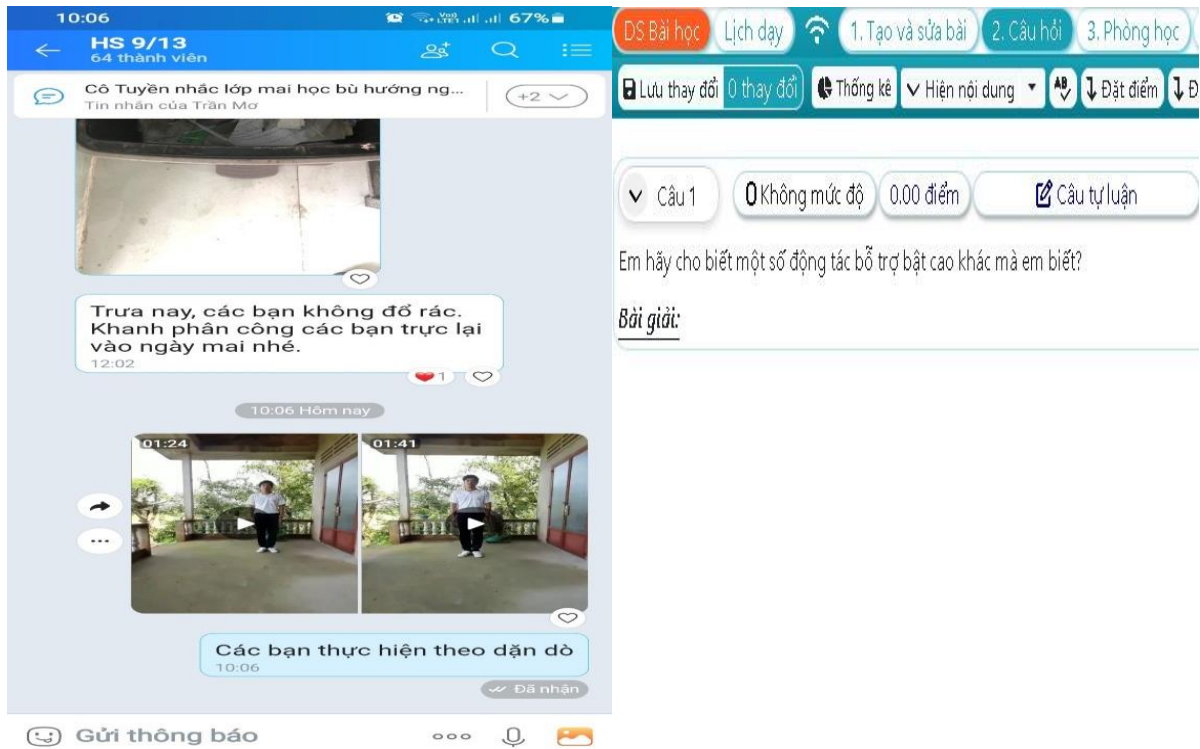 10:06
67%
HS 9/13
64 thành viên
Cô Tuyền nhắc lớp mai học bù hướng ng...
Tin nhắn của Trần Mơ
+2
Trưa nay, các bạn không đổ rác.
Khanh phân công các bạn trực lại
vào ngày mai nhé.
12:02
1
10:06 Hôm nay
01:24
01:41
Các bạn thực hiện theo dặn dò
10:06
Đã nhận
Gửi thông báo
DS Bài học
Lịch dạy
1. Tạo và sửa bài
2. Câu hỏi
3. Phòng học
Lưu thay đổi
0 thay đổi
Thống kê
Hiện nội dung
Đặt điểm
Câu 1
0 Không mức độ
0.00 điểm
Câu tự luận
Em hãy cho biết một số động tác bỗ trợ bật cao khác mà em biết?
Bài giải: